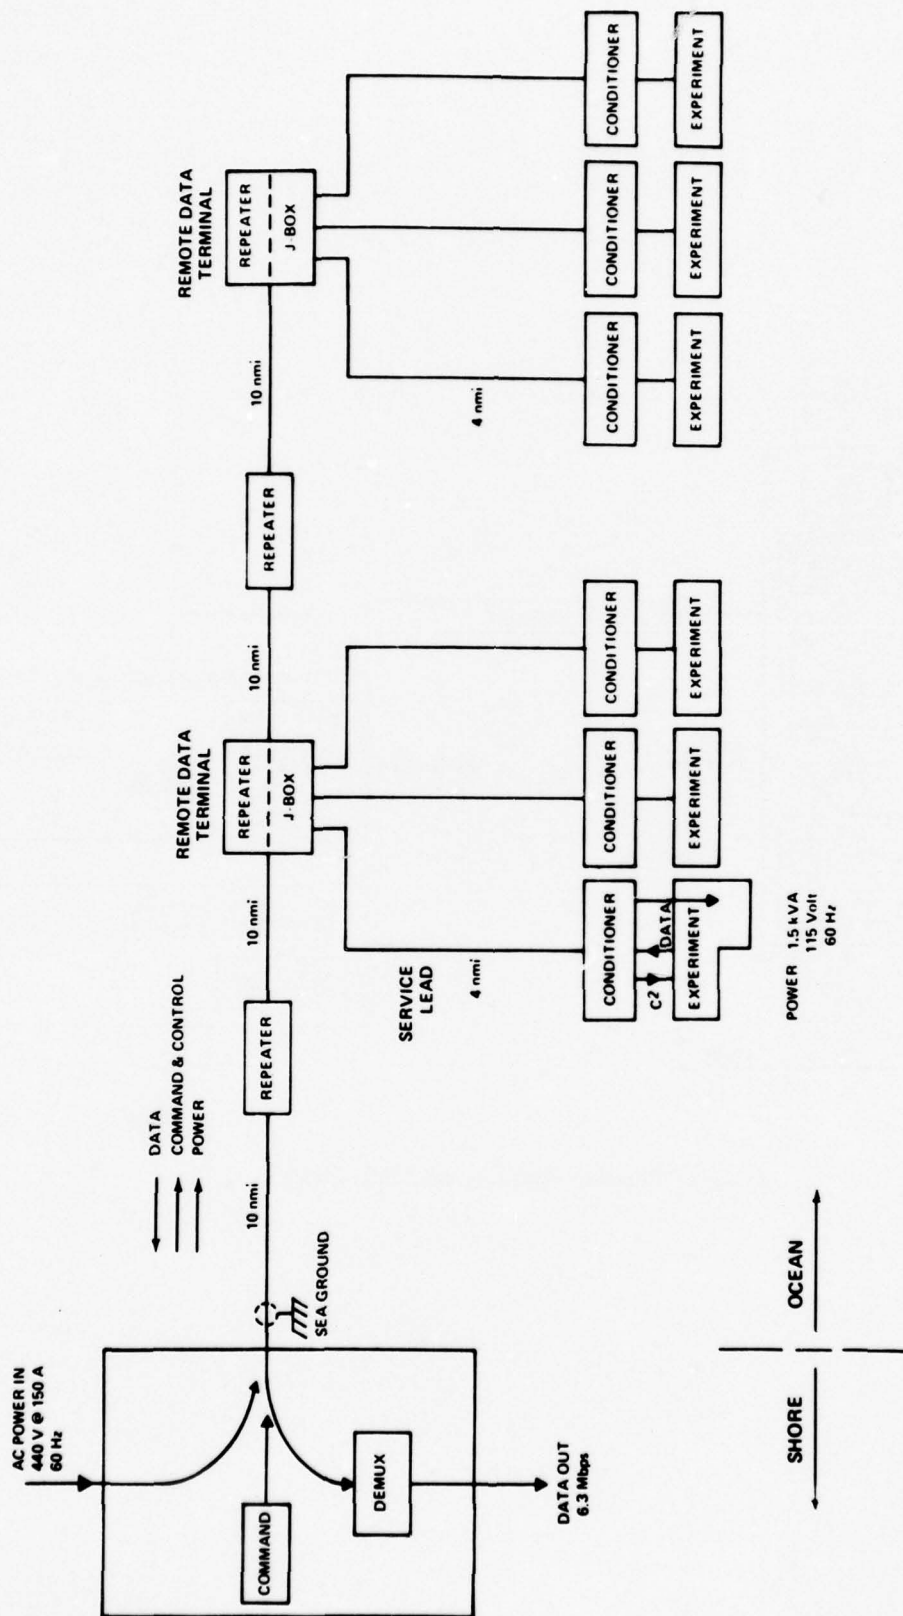 AC POWER IN
440 V @ 150 A
60 Hz
COMMAND
DEMUX
DATA OUT
6.3 Mbps
SEA GROUND
SHORE
OCEAN
DATA
COMMAND & CONTROL
POWER
10 nmi
REPEATER
10 nmi
REMOTE DATA
TERMINAL
REPEATER
J-BOX
10 nmi
REPEATER
10 nmi
REMOTE DATA
TERMINAL
REPEATER
J-BOX
SERVICE
LEAD
4 nmi
CONDITIONER
CONDITIONER
CONDITIONER
C²
DATA
EXPERIMENT
EXPERIMENT
EXPERIMENT
POWER 1.5 kVA
115 Volt
60 Hz
4 nmi
CONDITIONER
CONDITIONER
CONDITIONER
EXPERIMENT
EXPERIMENT
EXPERIMENT